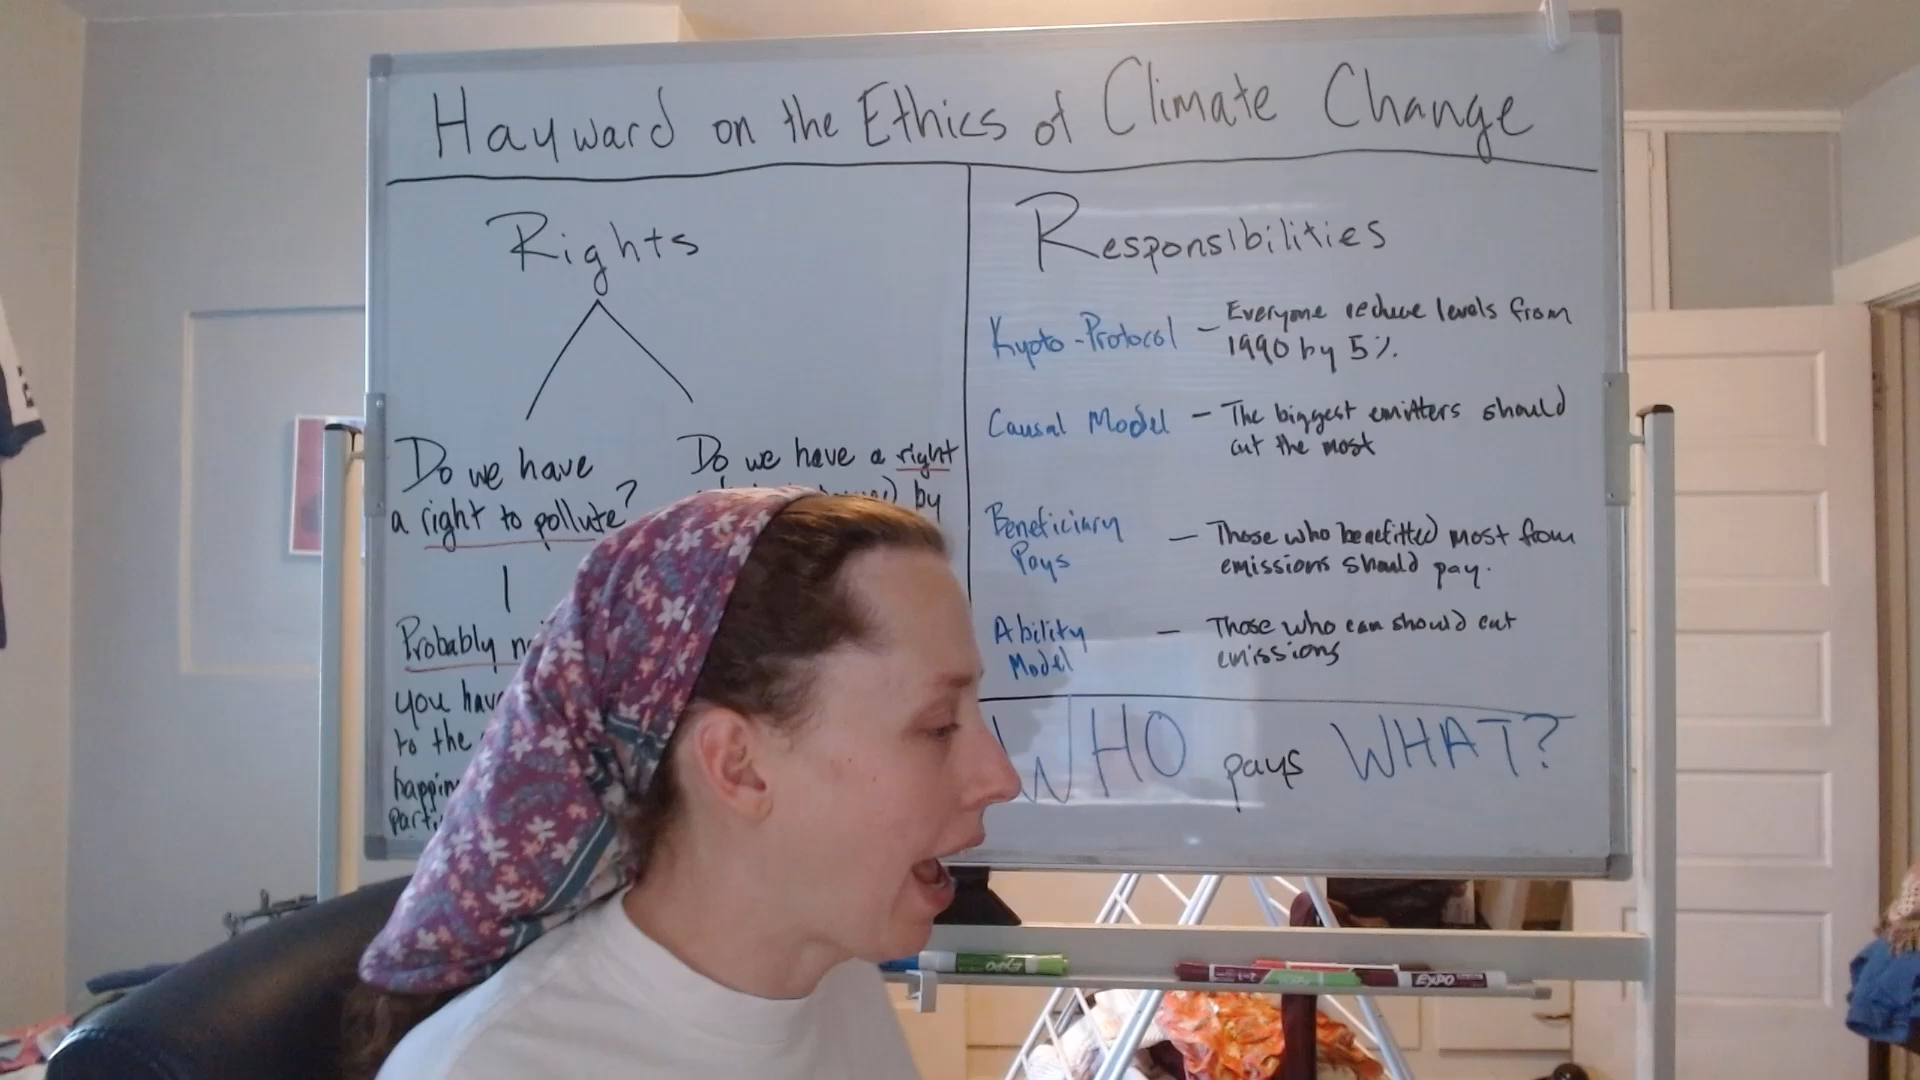 Hayward on the Ethics of Climate Change
Rights
Do we have
a right to pollute?
Probably
you have
to the
Do we have a right
by
Responsibilities
Kyoto-Protocol – Everyone reduce levels from
1990 by 5%.
Causal Model – The biggest emitters should
cut the most
Beneficiary
Pays – Those who benefitted most from
emissions should pay.
Ability
Model – Those who can should cut
emissions
WHO pays WHAT?
EXPO
EXPO